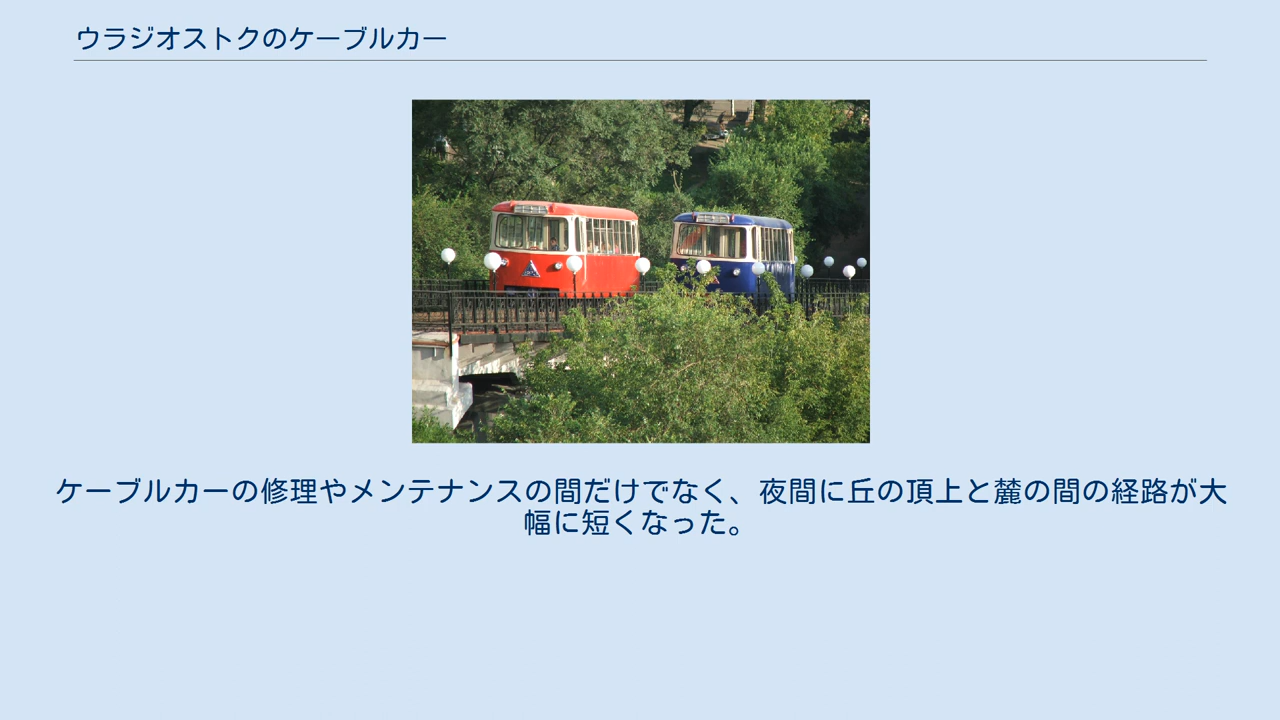 ウラジオストクのケーブルカー
ケーブルカーの修理やメンテナンスの間だけでなく、夜間に丘の頂上と麓の間の経路が大
幅に短くなった。